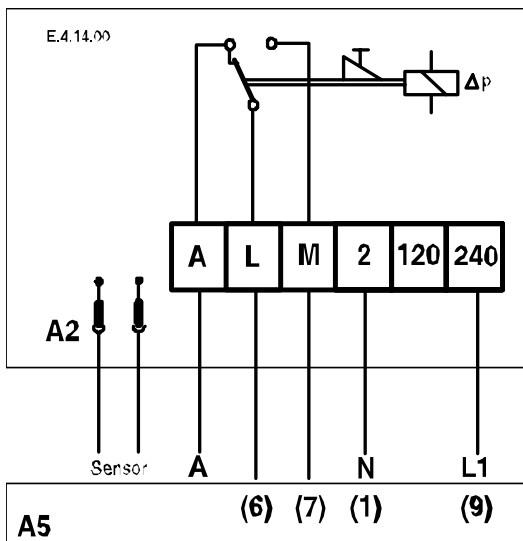 E.4.14.00
Δp
A L M 2 120 240
A2
Sensor A N L1
(6) (7) (1) (9)
A5